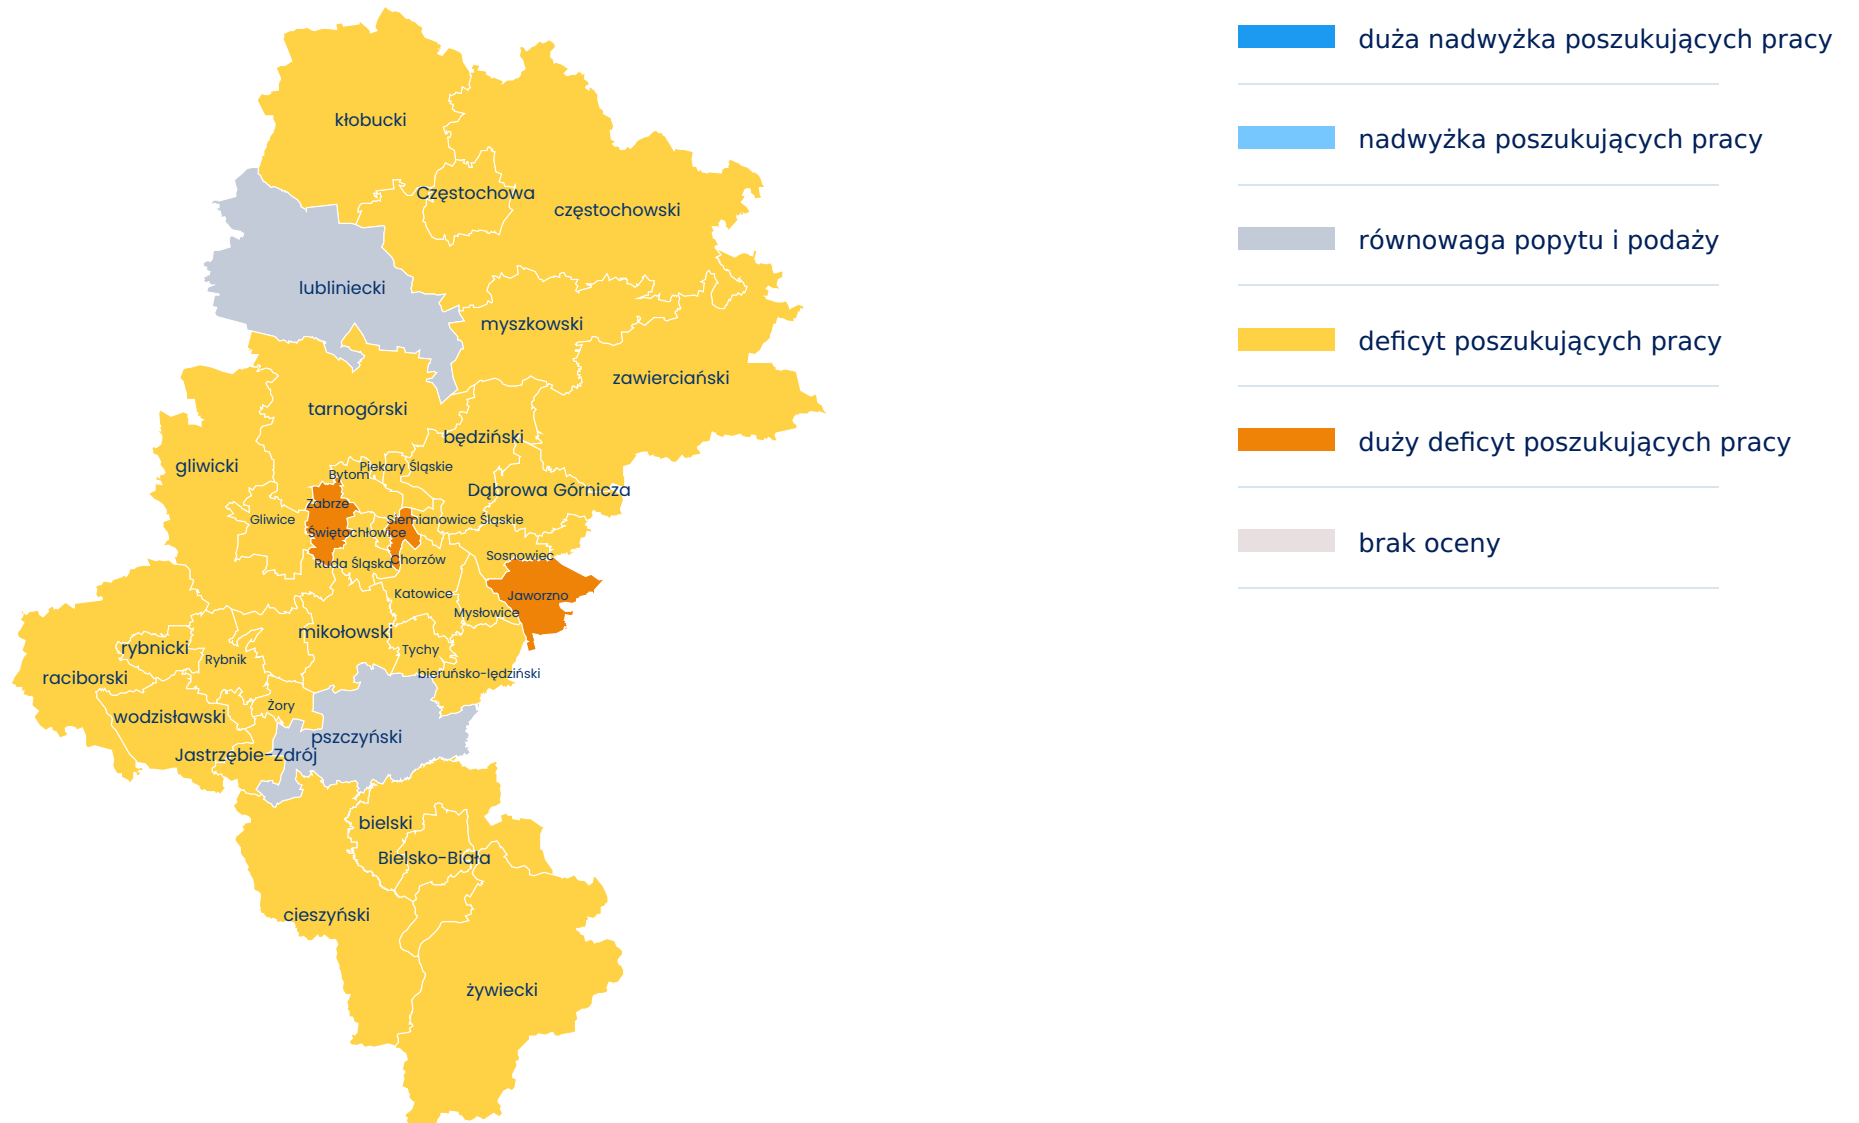 kłobucki
Częstochowa
częstochowski
lubliniecki
myszkowski
zawierciański
tarnogórski
będziński
gliwicki
Piekary Śląskie
Bytom
Dąbrowa Górnicza
Zabrze
Gliwice
Siemianowice Śląskie
Świętochłowice
Sosnowiec
Chorzów
Ruda Śląska
Katowice
Jaworzno
Mysłowice
mikołowski
rybnicki
Tychy
Rybnik
bieruńsko-lędziński
raciborski
Żory
wodzisławski
pszczyński
Jastrzębie-Zdrój
bielski
Bielsko-Biała
cieszyński
żywiecki
duża nadwyżka poszukujących pracy
nadwyżka poszukujących pracy
równowaga popytu i podaży
deficyt poszukujących pracy
duży deficyt poszukujących pracy
brak oceny